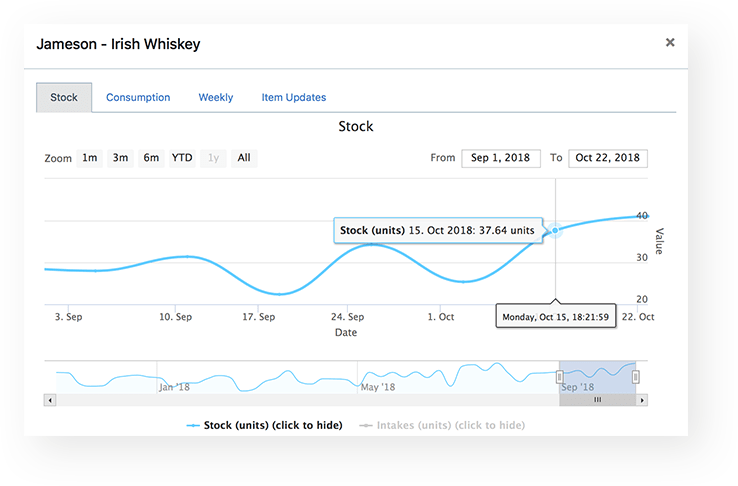 Jameson - Irish Whiskey ×
Stock Consumption Weekly Item Updates
Stock
Zoom 1m 3m 6m YTD 1y All From Sep 1, 2018 To Oct 22, 2018
Stock (units) 15. Oct 2018: 37.64 units
40
30
20
Value
Monday, Oct 15, 18:21:59
3. Sep 10. Sep 17. Sep 24. Sep 1. Oct 22. Oct
Date
Jan '18 May '18 Sep '18
Stock (units) (click to hide) Intakes (units) (click to hide)